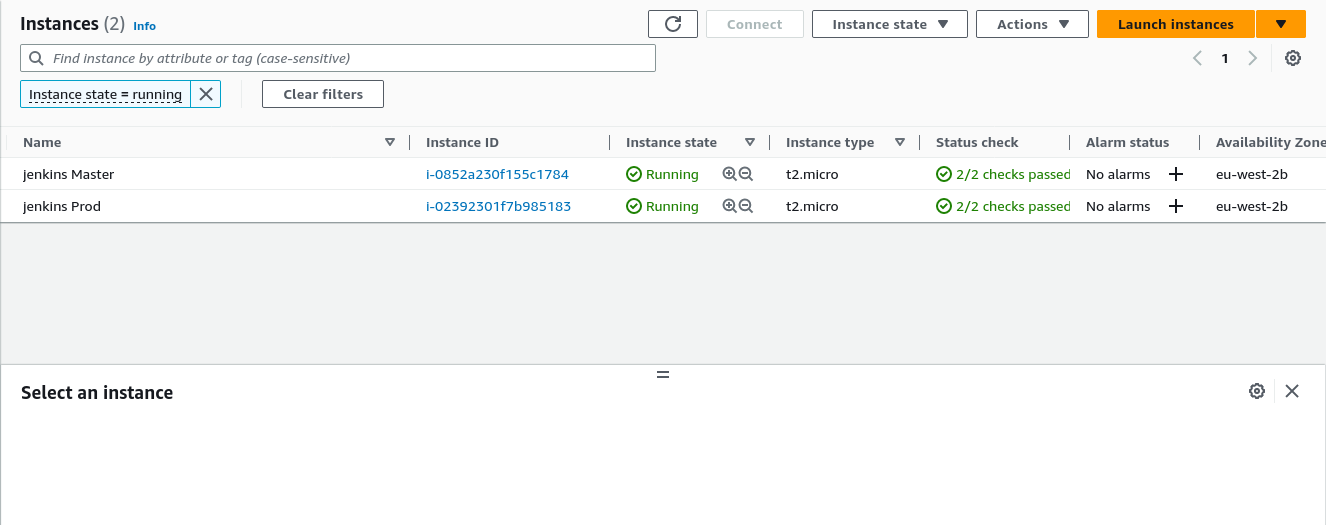 Instances (2) Info Connect Instance state Actions Launch instances
Find instance by attribute or tag (case-sensitive) 1
Instance state = running Clear filters
Name Instance ID Instance state Instance type Status check Alarm status Availability Zone
jenkins Master i-0852a230f155c1784 Running t2.micro 2/2 checks passed No alarms eu-west-2b
jenkins Prod i-02392301f7b985183 Running t2.micro 2/2 checks passed No alarms eu-west-2b
Select an instance